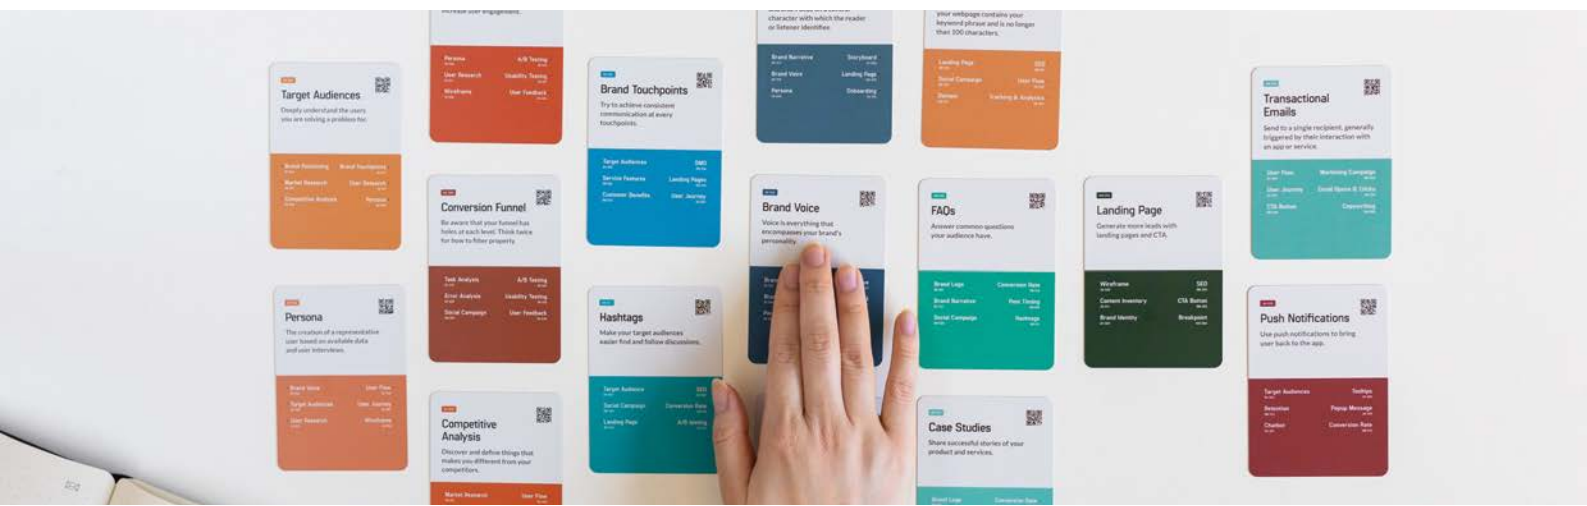 increase user engagement.
Persona A/B Testing
User Research Usability Testing
Wireframe User Feedback
character with which the reader
or listener identifies.
Brand Narrative Storyboard
Brand Voice Landing Page
Persona Onboarding
your webpage contains your
keyword phrase and is no longer
than 100 characters.
Landing Page SEO
Social Campaign User Flow
Domain Tracking & Analytics
Target Audiences
Deeply understand the users
you are solving a problem for.
Brand Positioning Brand Touchpoints
Market Research User Research
Competitive Analysis Persona
Brand Touchpoints
Try to achieve consistent
communication at every
touchpoints.
Target Audiences SMO
Service Features Landing Pages
Customer Benefits User Journey
Transactional
Emails
Send to a single recipient, generally
triggered by their interaction with
an app or service.
User Flow Marketing Campaign
User Journey Email Opens & Clicks
CTA Button Copywriting
Conversion Funnel
Be aware that your funnel has
holes at each level. Think twice
for how to filter property.
Task Analysis A/B Testing
Error Analysis Usability Testing
Social Campaign User Feedback
Brand Voice
Voice is everything that
encompasses your brand's
personality.
FAQs
Answer common questions
your audience have.
Brand Logo Conversion Rate
Brand Narrative Post Timing
Social Campaign Hashtags
Landing Page
Generate more leads with
landing pages and CTA.
Wireframe SEO
Content Inventory CTA Button
Brand Identity Breakpoint
Persona
The creation of a representative
user based on available data
and user interviews.
Brand Voice User Flow
Target Audiences User Journey
User Research Wireframe
Hashtags
Make your target audiences
easier find and follow discussions.
Target Audience SEO
Social Campaign Conversion Rate
Landing Page A/B testing
Push Notifications
Use push notifications to bring
user back to the app.
Target Audiences Tooltips
Retention Popup Message
Chatbot Conversion Rate
Competitive
Analysis
Discover and define things that
makes you different from your
competitors.
Market Research User Flow
Case Studies
Share successful stories of your
product and services.
Brand Logo Conversion Rate